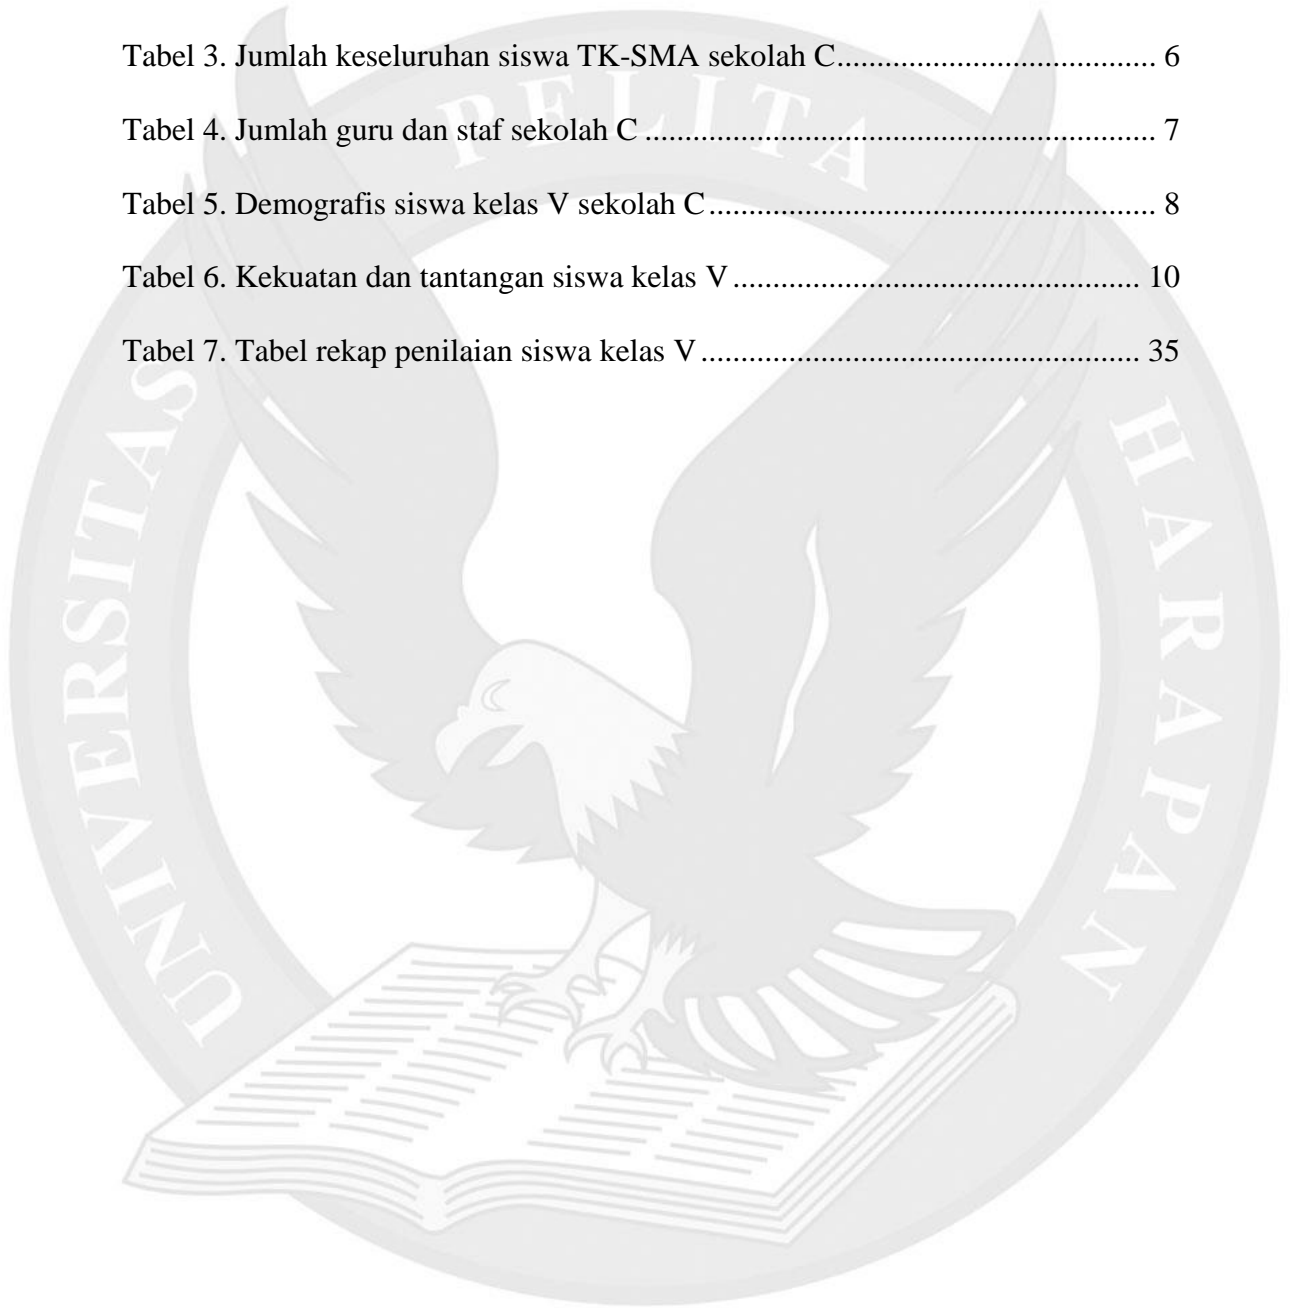 Tabel 3. Jumlah keseluruhan siswa TK-SMA sekolah C........................................ 6
Tabel 4. Jumlah guru dan staf sekolah C ................................................................ 7
Tabel 5. Demografis siswa kelas V sekolah C........................................................ 8
Tabel 6. Kekuatan dan tantangan siswa kelas V................................................... 10
Tabel 7. Tabel rekap penilaian siswa kelas V....................................................... 35
UNIVERSITAS
PELITA
HARAPAN